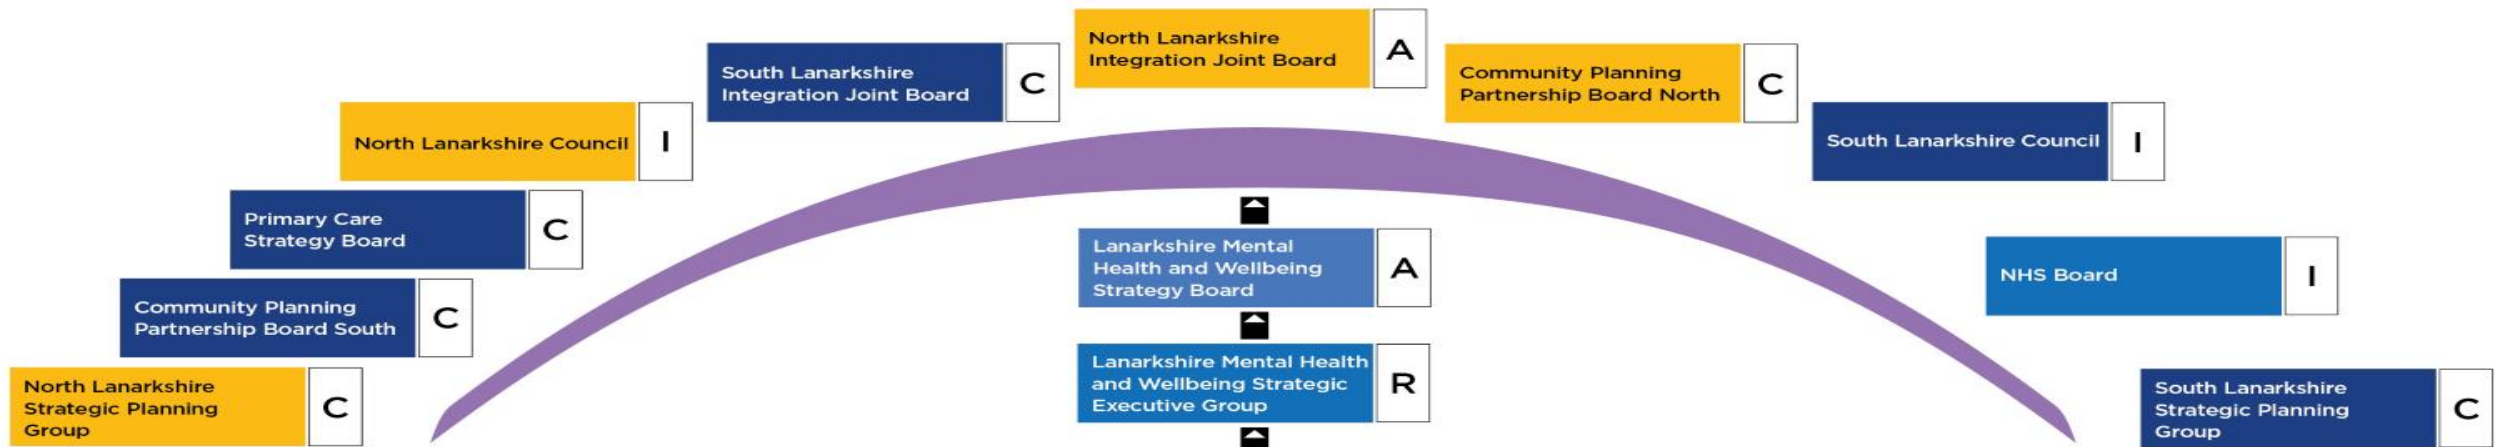 North Lanarkshire
Integration Joint Board
A
South Lanarkshire
Integration Joint Board
C
Community Planning
Partnership Board North
C
North Lanarkshire Council
I
South Lanarkshire Council
I
Primary Care
Strategy Board
C
Lanarkshire Mental
Health and Wellbeing
Strategy Board
A
NHS Board
I
Community Planning
Partnership Board South
C
Lanarkshire Mental Health
and Wellbeing Strategic
Executive Group
R
North Lanarkshire
Strategic Planning
Group
C
South Lanarkshire
Strategic Planning
Group
C